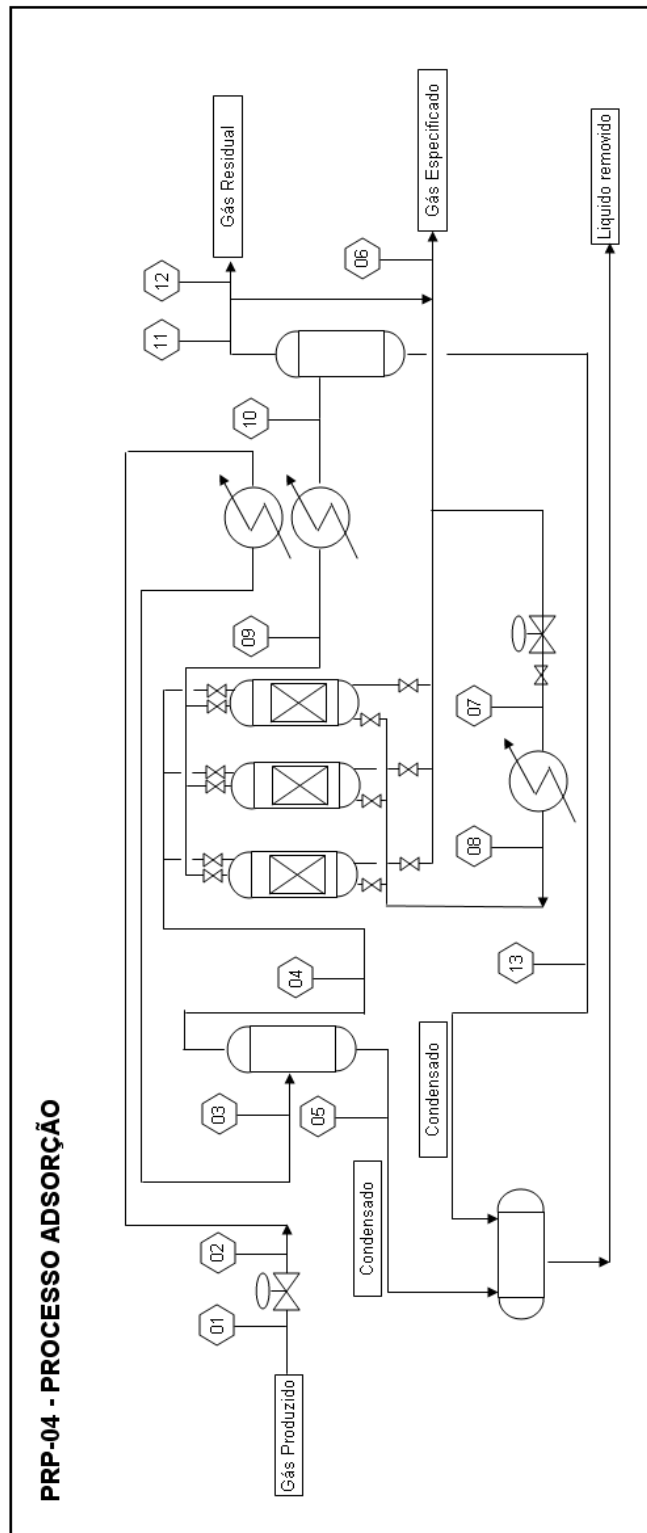 PRP-04 - PROCESSO ADSORÇÃO
Gás Produzido
01
02
03
04
05
Condensado
Condensado
13
08
07
09
10
11
12
06
Gás Residual
Gás Especificado
Liquido removido